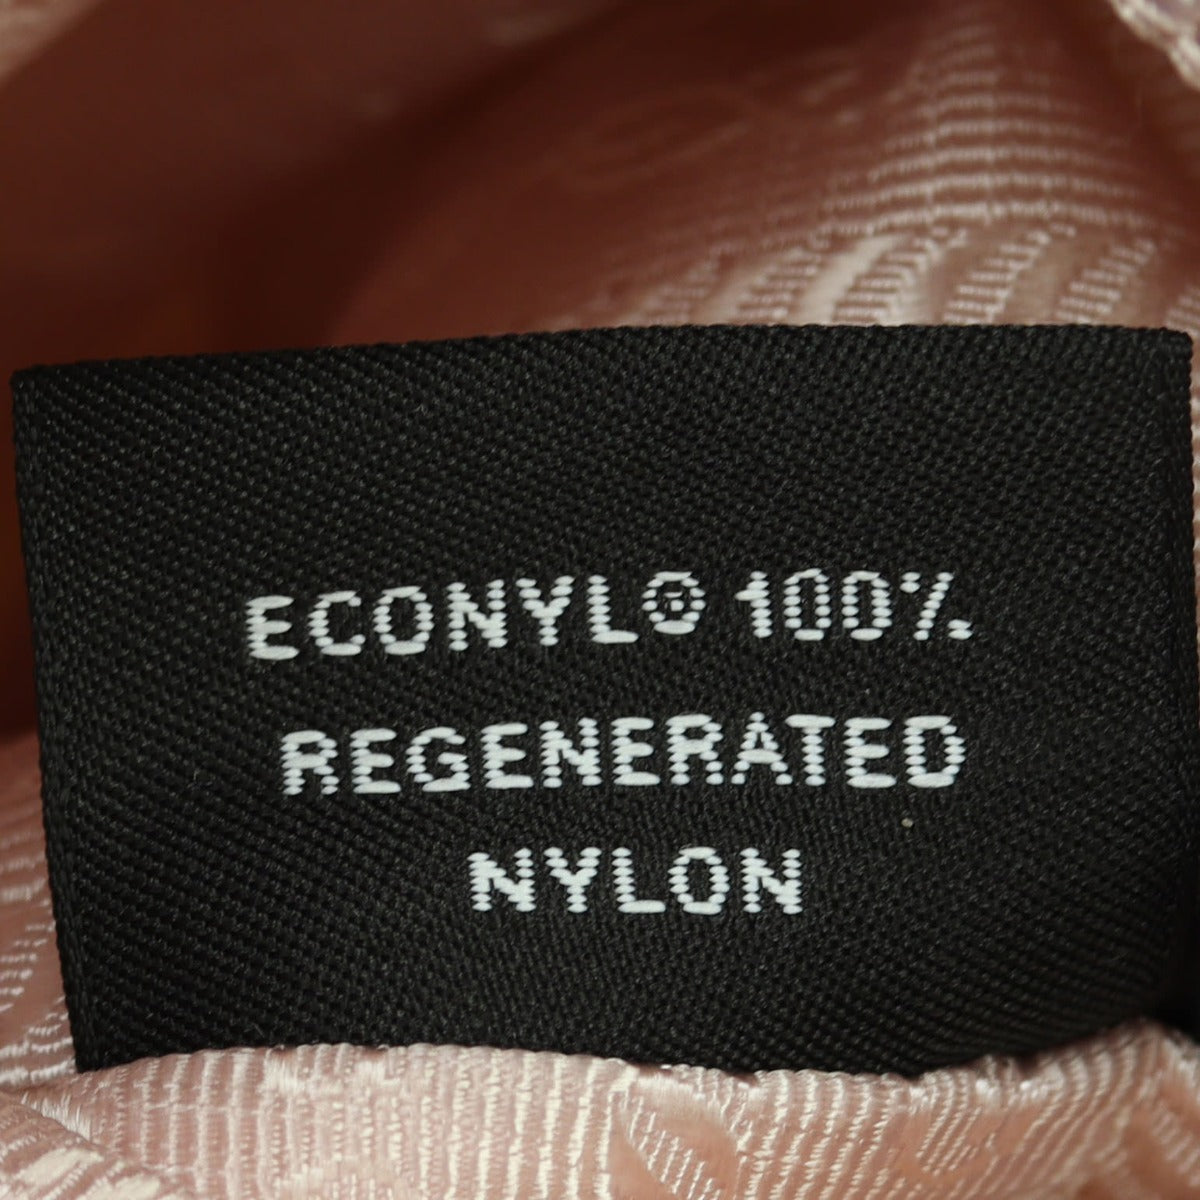 ECONYL® 100%
REGENERATED
NYLON